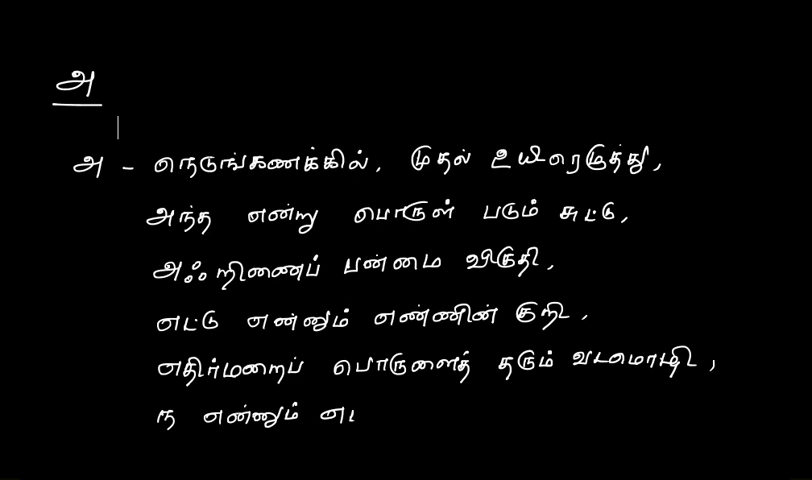 அ
அ - நெடுங்கணக்கில், முதல் உயிரெழுத்து,
அந்த என்று பொருள் படும் சுட்டு,
அஃறிணைப் பன்மை விகுதி,
எட்டு என்னும் எண்ணின் குறி,
எதிர்மறைப் பொருளைத் தரும் வடமொழி,
ந என்னும் எ